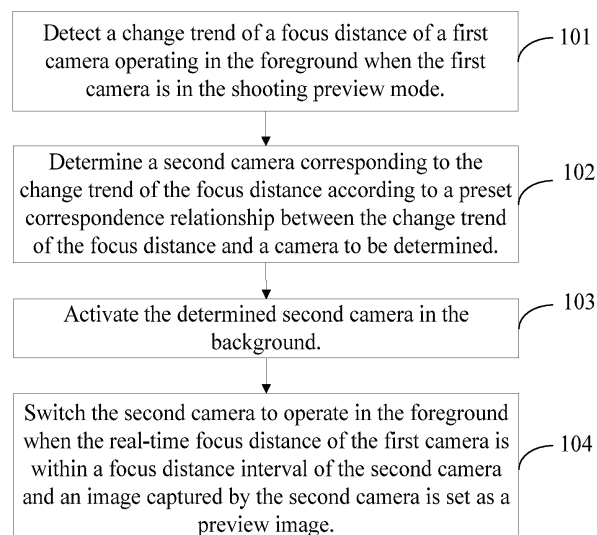 Detect a change trend of a focus distance of a first
camera operating in the foreground when the first
camera is in the shooting preview mode.
101
Determine a second camera corresponding to the
change trend of the focus distance according to a preset
correspondence relationship between the change trend
of the focus distance and a camera to be determined.
102
Activate the determined second camera in the
background.
103
Switch the second camera to operate in the foreground
when the real-time focus distance of the first camera is
within a focus distance interval of the second camera
and an image captured by the second camera is set as a
preview image.
104